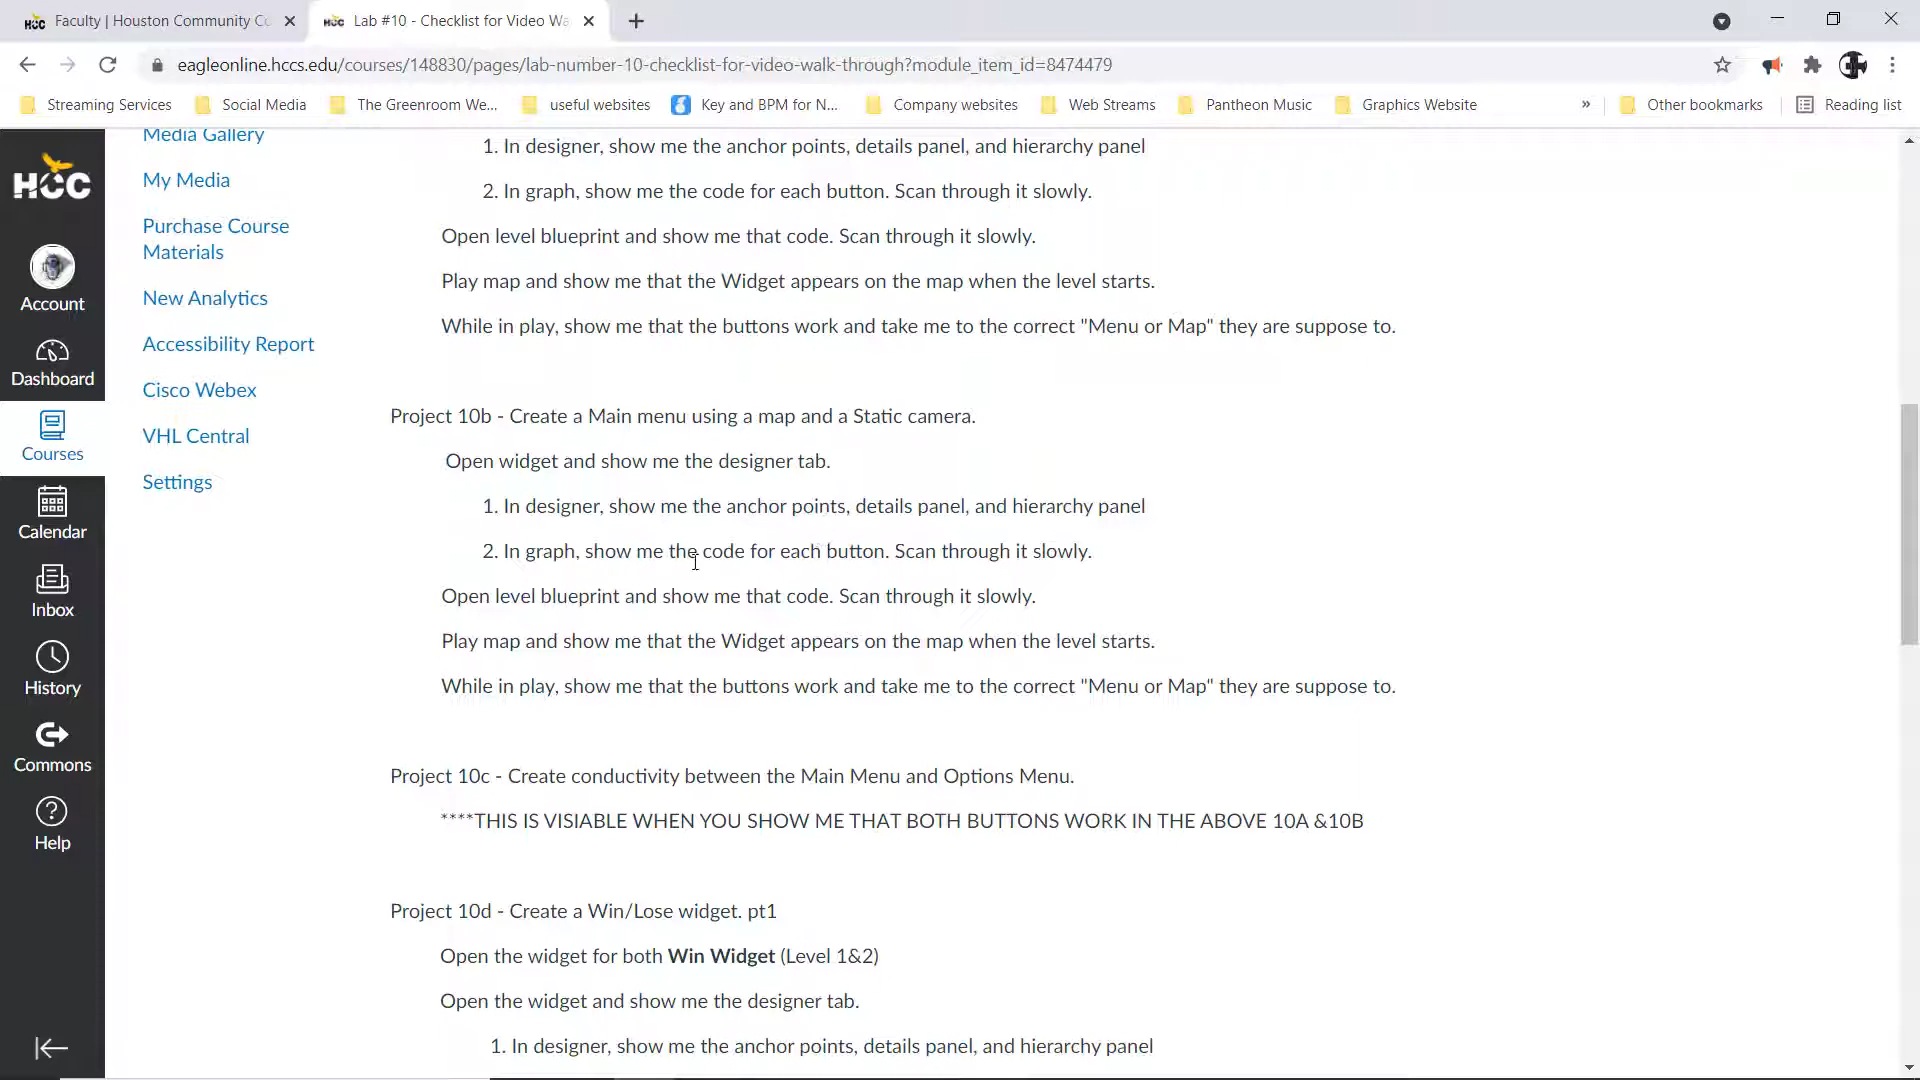 Faculty | Houston Community Co
Lab #10 - Checklist for Video Wa
eagleonline.hccs.edu/courses/148830/pages/lab-number-10-checklist-for-video-walk-through?module_item_id=8474479
Streaming Services
Social Media
The Greenroom We...
useful websites
Key and BPM for N...
Company websites
Web Streams
Pantheon Music
Graphics Website
»
Other bookmarks
Reading list
HCC
Account
Dashboard
Courses
Calendar
Inbox
History
Commons
Help
Media Gallery
My Media
Purchase Course
Materials
New Analytics
Accessibility Report
Cisco Webex
VHL Central
Settings
1. In designer, show me the anchor points, details panel, and hierarchy panel
2. In graph, show me the code for each button. Scan through it slowly.
Open level blueprint and show me that code. Scan through it slowly.
Play map and show me that the Widget appears on the map when the level starts.
While in play, show me that the buttons work and take me to the correct "Menu or Map" they are suppose to.
Project 10b - Create a Main menu using a map and a Static camera.
Open widget and show me the designer tab.
1. In designer, show me the anchor points, details panel, and hierarchy panel
2. In graph, show me the code for each button. Scan through it slowly.
Open level blueprint and show me that code. Scan through it slowly.
Play map and show me that the Widget appears on the map when the level starts.
While in play, show me that the buttons work and take me to the correct "Menu or Map" they are suppose to.
Project 10c - Create conductivity between the Main Menu and Options Menu.
****THIS IS VISIABLE WHEN YOU SHOW ME THAT BOTH BUTTONS WORK IN THE ABOVE 10A &10B
Project 10d - Create a Win/Lose widget. pt1
Open the widget for both Win Widget (Level 1&2)
Open the widget and show me the designer tab.
1. In designer, show me the anchor points, details panel, and hierarchy panel